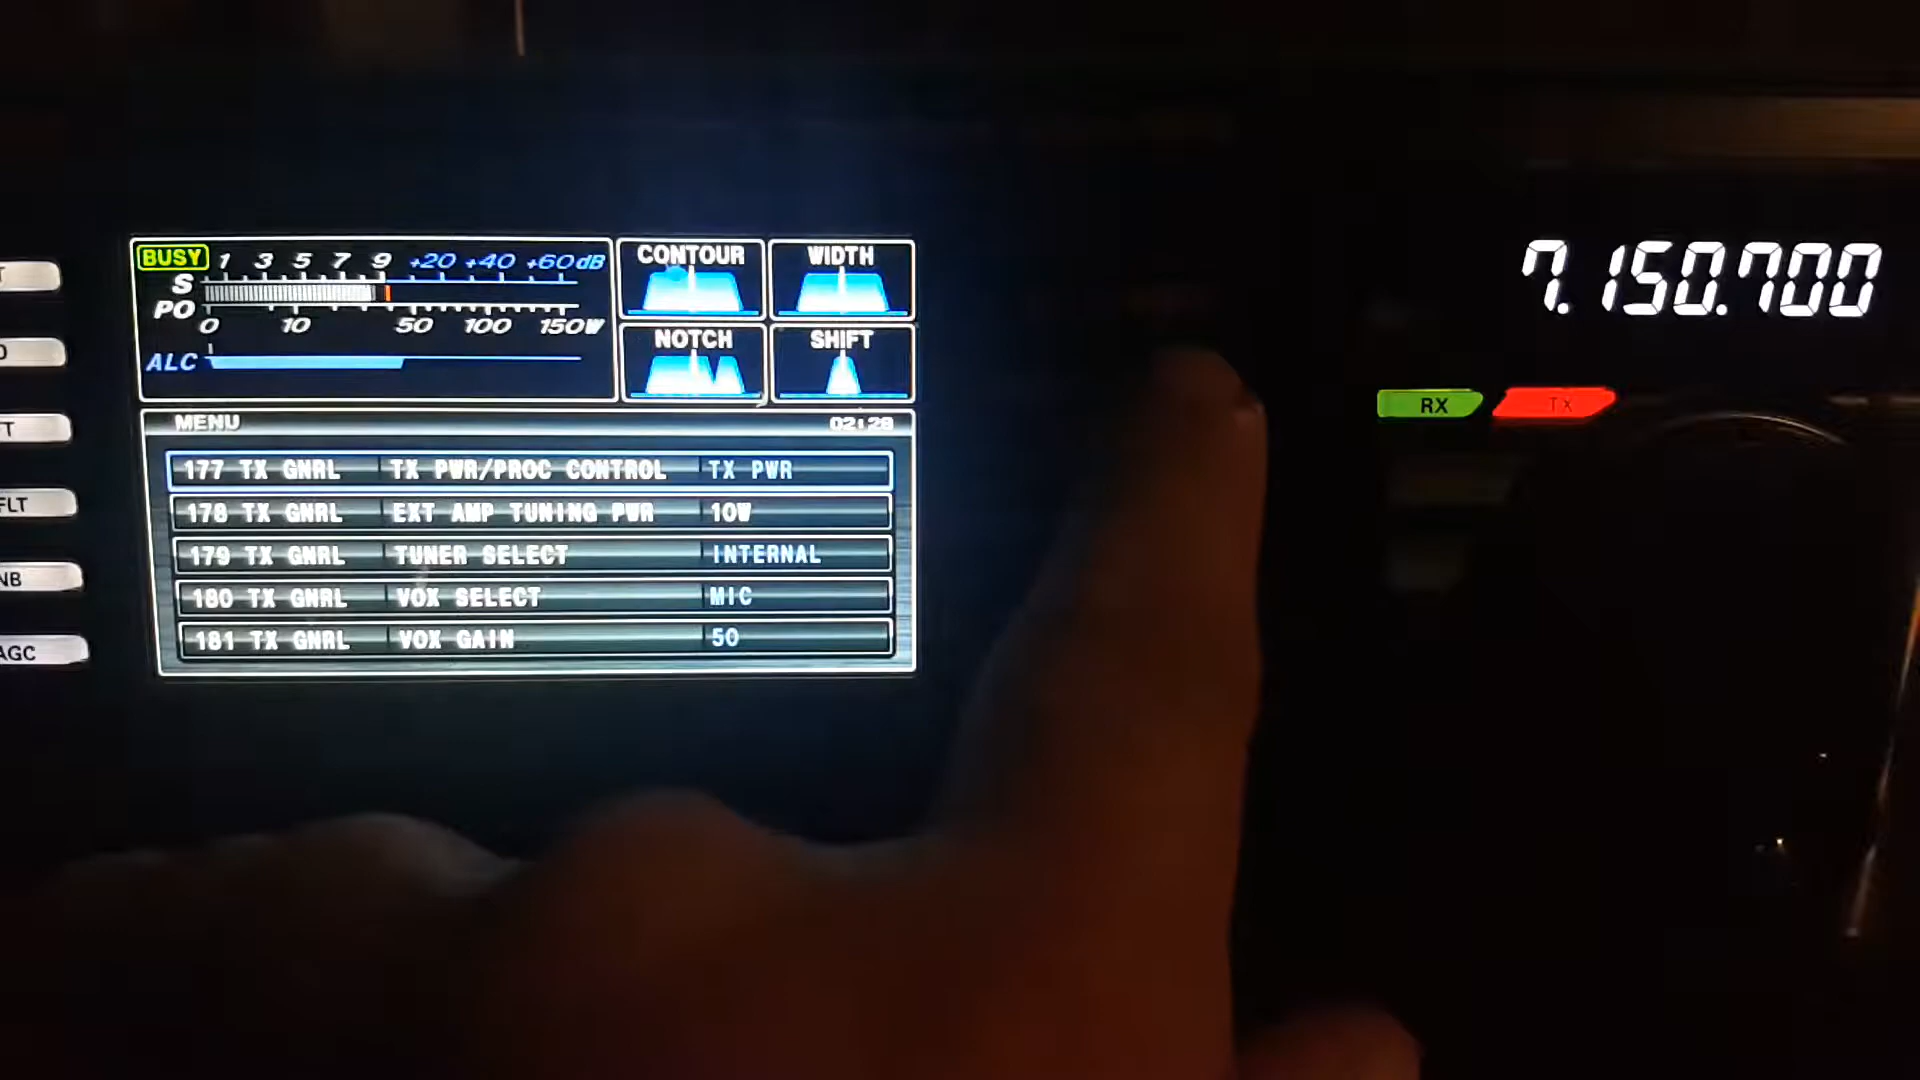 BUSY 1 3 5 7 9 +20 +40 +60dB
S
PO
0 10 50 100 150W
ALC
CONTOUR WIDTH
NOTCH SHIFT
MENU 02:28
177 TX GNRL TX PWR/PROC CONTROL TX PWR
178 TX GNRL EXT AMP TUNING PWR 10W
179 TX GNRL TUNER SELECT INTERNAL
180 TX GNRL VOX SELECT MIC
181 TX GNRL VOX GAIN 50
7.150.700
RX TX
NB
AGC